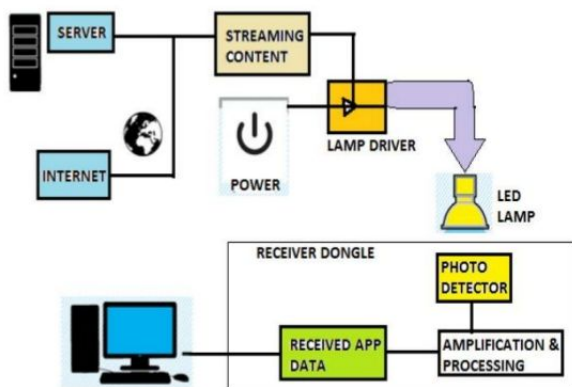 SERVER
STREAMING
CONTENT
LAMP DRIVER
POWER
INTERNET
LED
LAMP
RECEIVER DONGLE
PHOTO
DETECTOR
RECEIVED APP
DATA
AMPLIFICATION &
PROCESSING